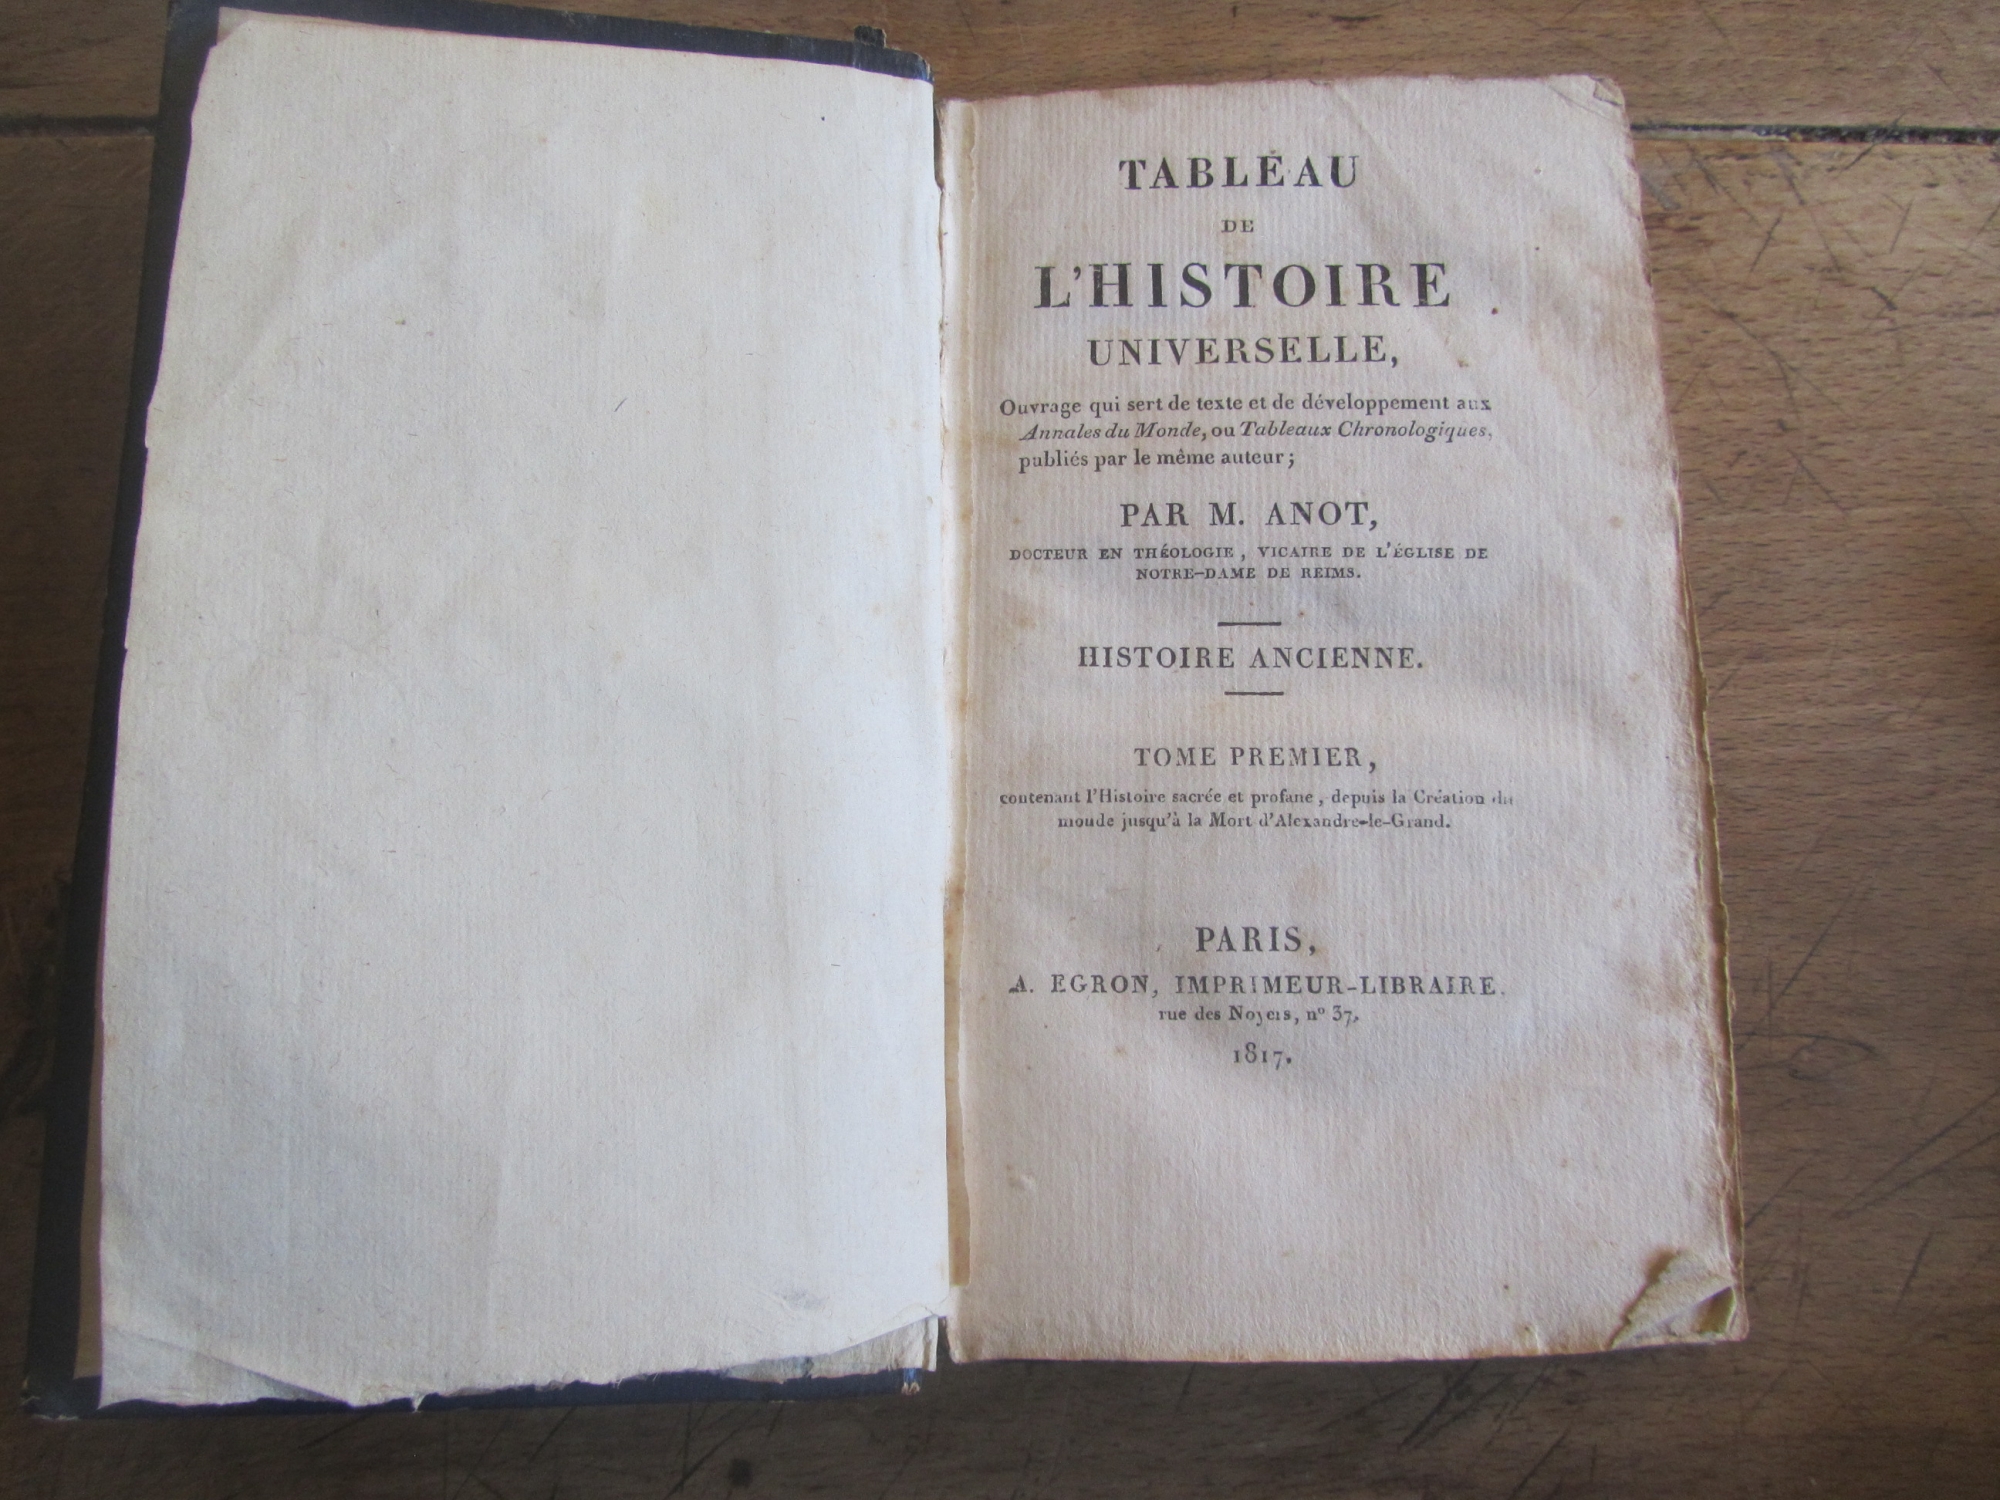 TABLEAU
DE
L'HISTOIRE
UNIVERSELLE,
Ouvrage qui sert de texte et de développement aux
Annales du Monde, ou Tableaux Chronologiques,
publiés par le même auteur ;
PAR M. ANOT,
DOCTEUR EN THÉOLOGIE, VICAIRE DE L'ÉGLISE DE
NOTRE-DAME DE REIMS.
HISTOIRE ANCIENNE.
TOME PREMIER,
contenant l'Histoire sacrée et profane, depuis la Création du
monde jusqu'à la Mort d'Alexandre-le-Grand.
PARIS,
A. EGRON, IMPRIMEUR-LIBRAIRE.
rue des Noyers, nº 37.
1817.